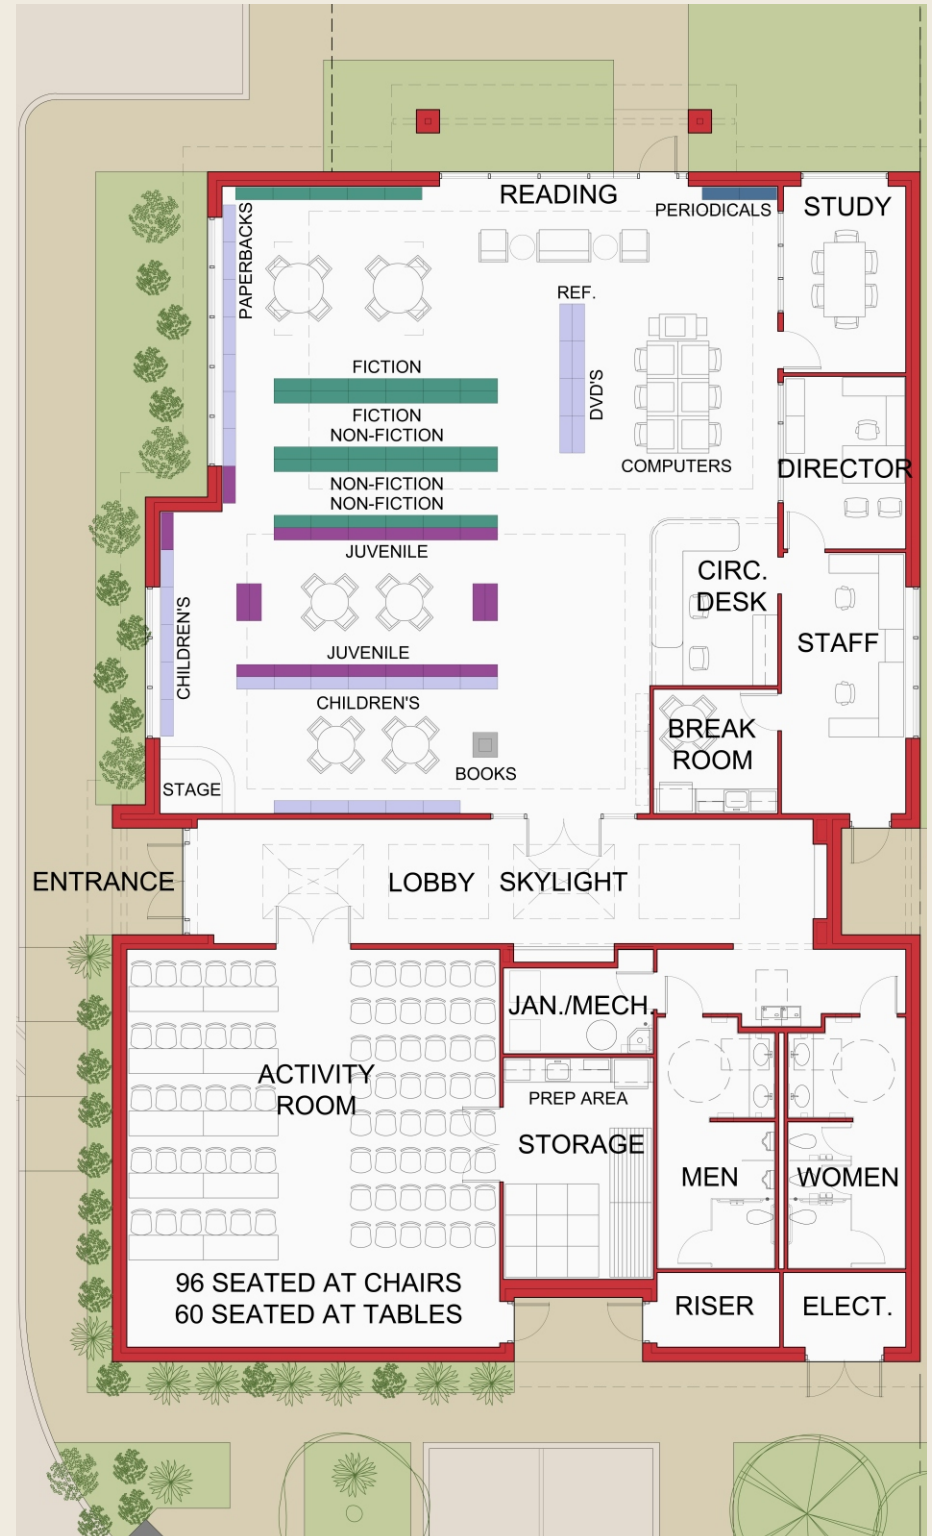 READING
PERIODICALS
STUDY
PAPERBACKS
REF.
DVD'S
FICTION
FICTION
NON-FICTION
COMPUTERS
DIRECTOR
NON-FICTION
NON-FICTION
JUVENILE
CIRC.
DESK
STAFF
CHILDREN'S
JUVENILE
CHILDREN'S
BREAK
ROOM
BOOKS
STAGE
ENTRANCE
LOBBY
SKYLIGHT
JAN./MECH.
ACTIVITY
ROOM
PREP AREA
STORAGE
MEN
WOMEN
96 SEATED AT CHAIRS
60 SEATED AT TABLES
RISER
ELECT.